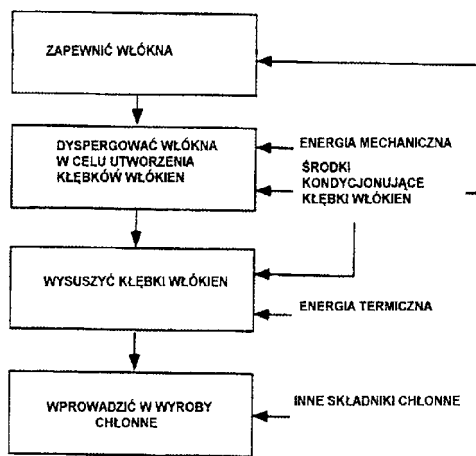 ZAPEWNIĆ WŁÓKNA
DYSPERGOWAĆ WŁÓKNA
W CELU UTWORZENIA
KŁĘBKÓW WŁÓKIEN
ENERGIA MECHANICZNA
ŚRODKI
KONDYCJONUJĄCE
KŁĘBKI WŁÓKIEN
WYSUSZYĆ KŁĘBKI WŁÓKIEN
ENERGIA TERMICZNA
WPROWADZIĆ W WYROBY
CHŁONNE
INNE SKŁADNIKI CHŁONNE